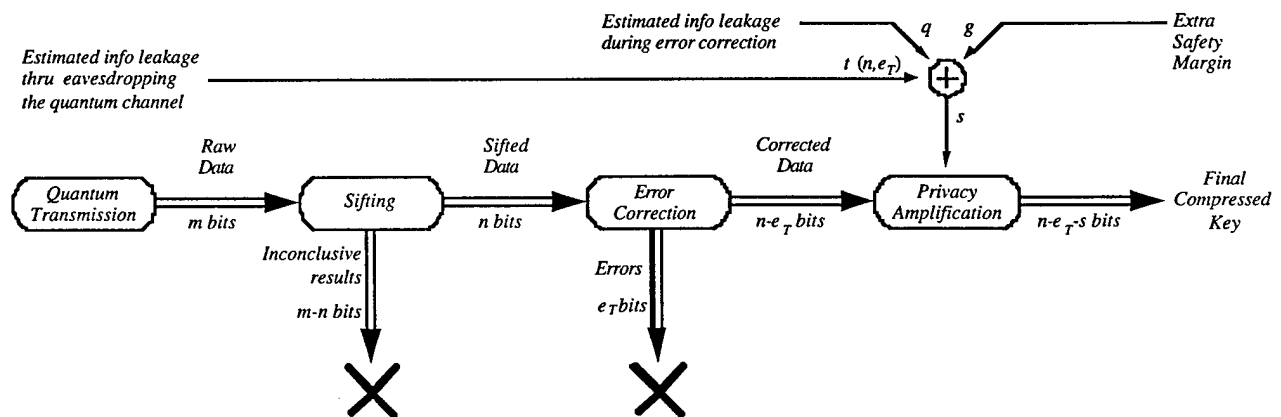 Estimated info leakage
during error correction
q
g
Extra
Safety
Margin
Estimated info leakage
thru eavesdropping
the quantum channel
t (n,e_T)
+
s
Raw
Data
Sifted
Data
Corrected
Data
Quantum
Transmission
m bits
Sifting
n bits
Error
Correction
n-e_T bits
Privacy
Amplification
n-e_T-s bits
Final
Compressed
Key
Inconclusive
results
m-n bits
Errors
e_T bits